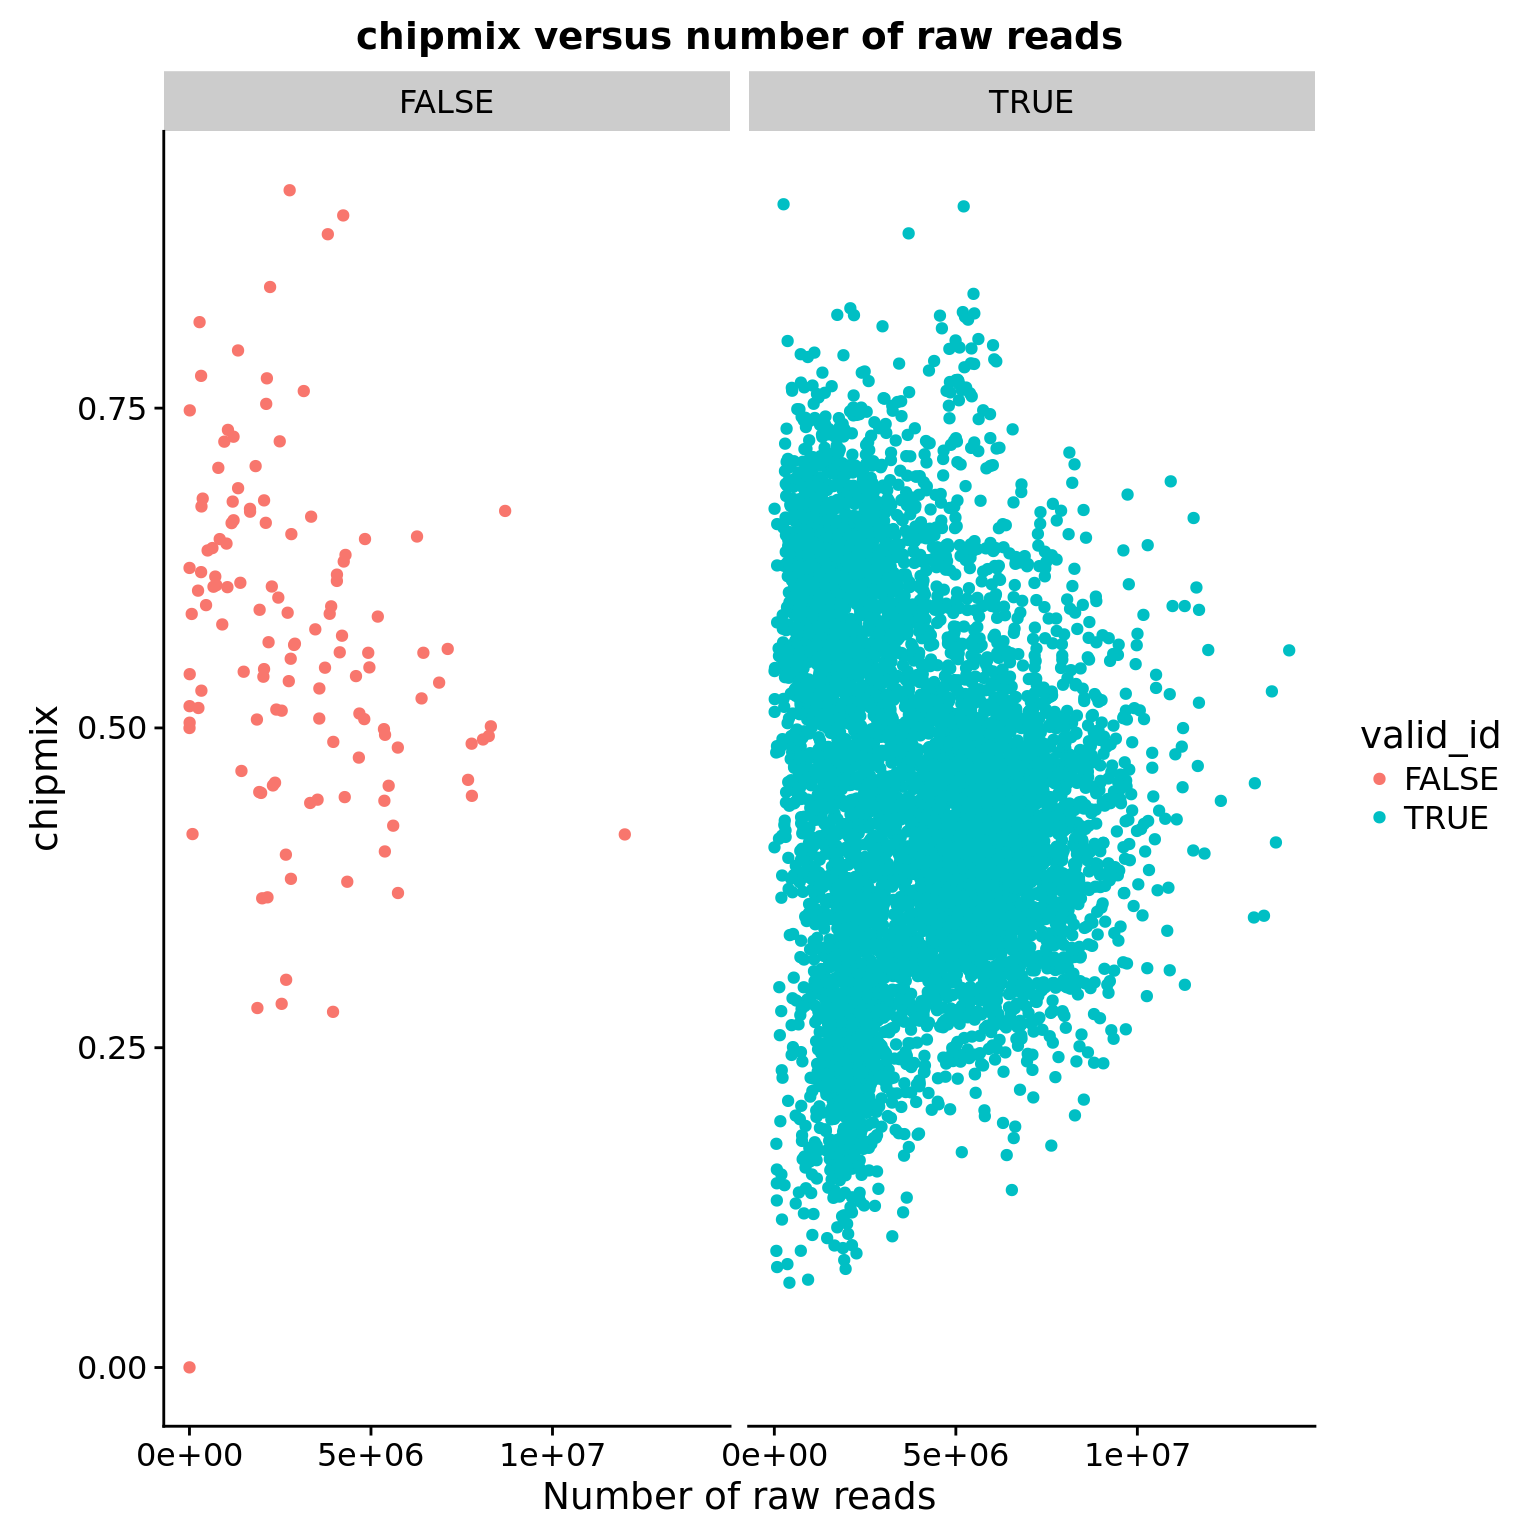 chipmix versus number of raw reads
FALSE
TRUE
chipmix
0.75
0.50
0.25
0.00
0e+00
5e+06
1e+07
0e+00
5e+06
1e+07
Number of raw reads
valid_id
FALSE
TRUE